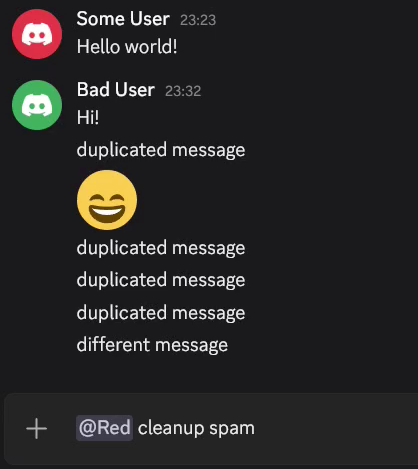 Some User 23:23
Hello world!
Bad User 23:32
Hi!
duplicated message
duplicated message
duplicated message
duplicated message
different message
@Red cleanup spam